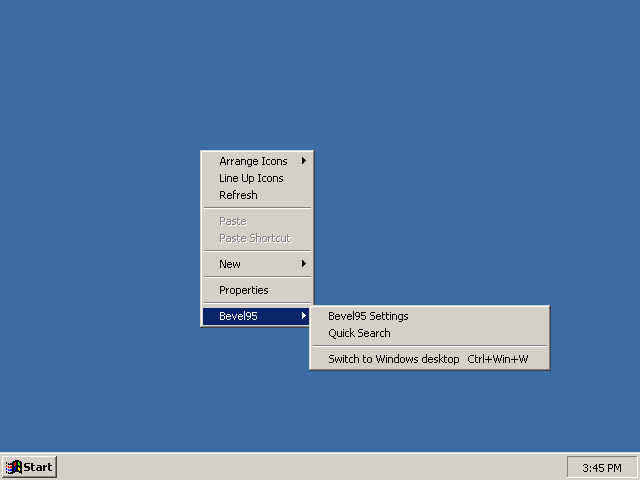 Arrange Icons
Line Up Icons
Refresh
Paste
Paste Shortcut
New
Properties
Bevel95
Bevel95 Settings
Quick Search
Switch to Windows desktop Ctrl+Win+W
Start
3:45 PM